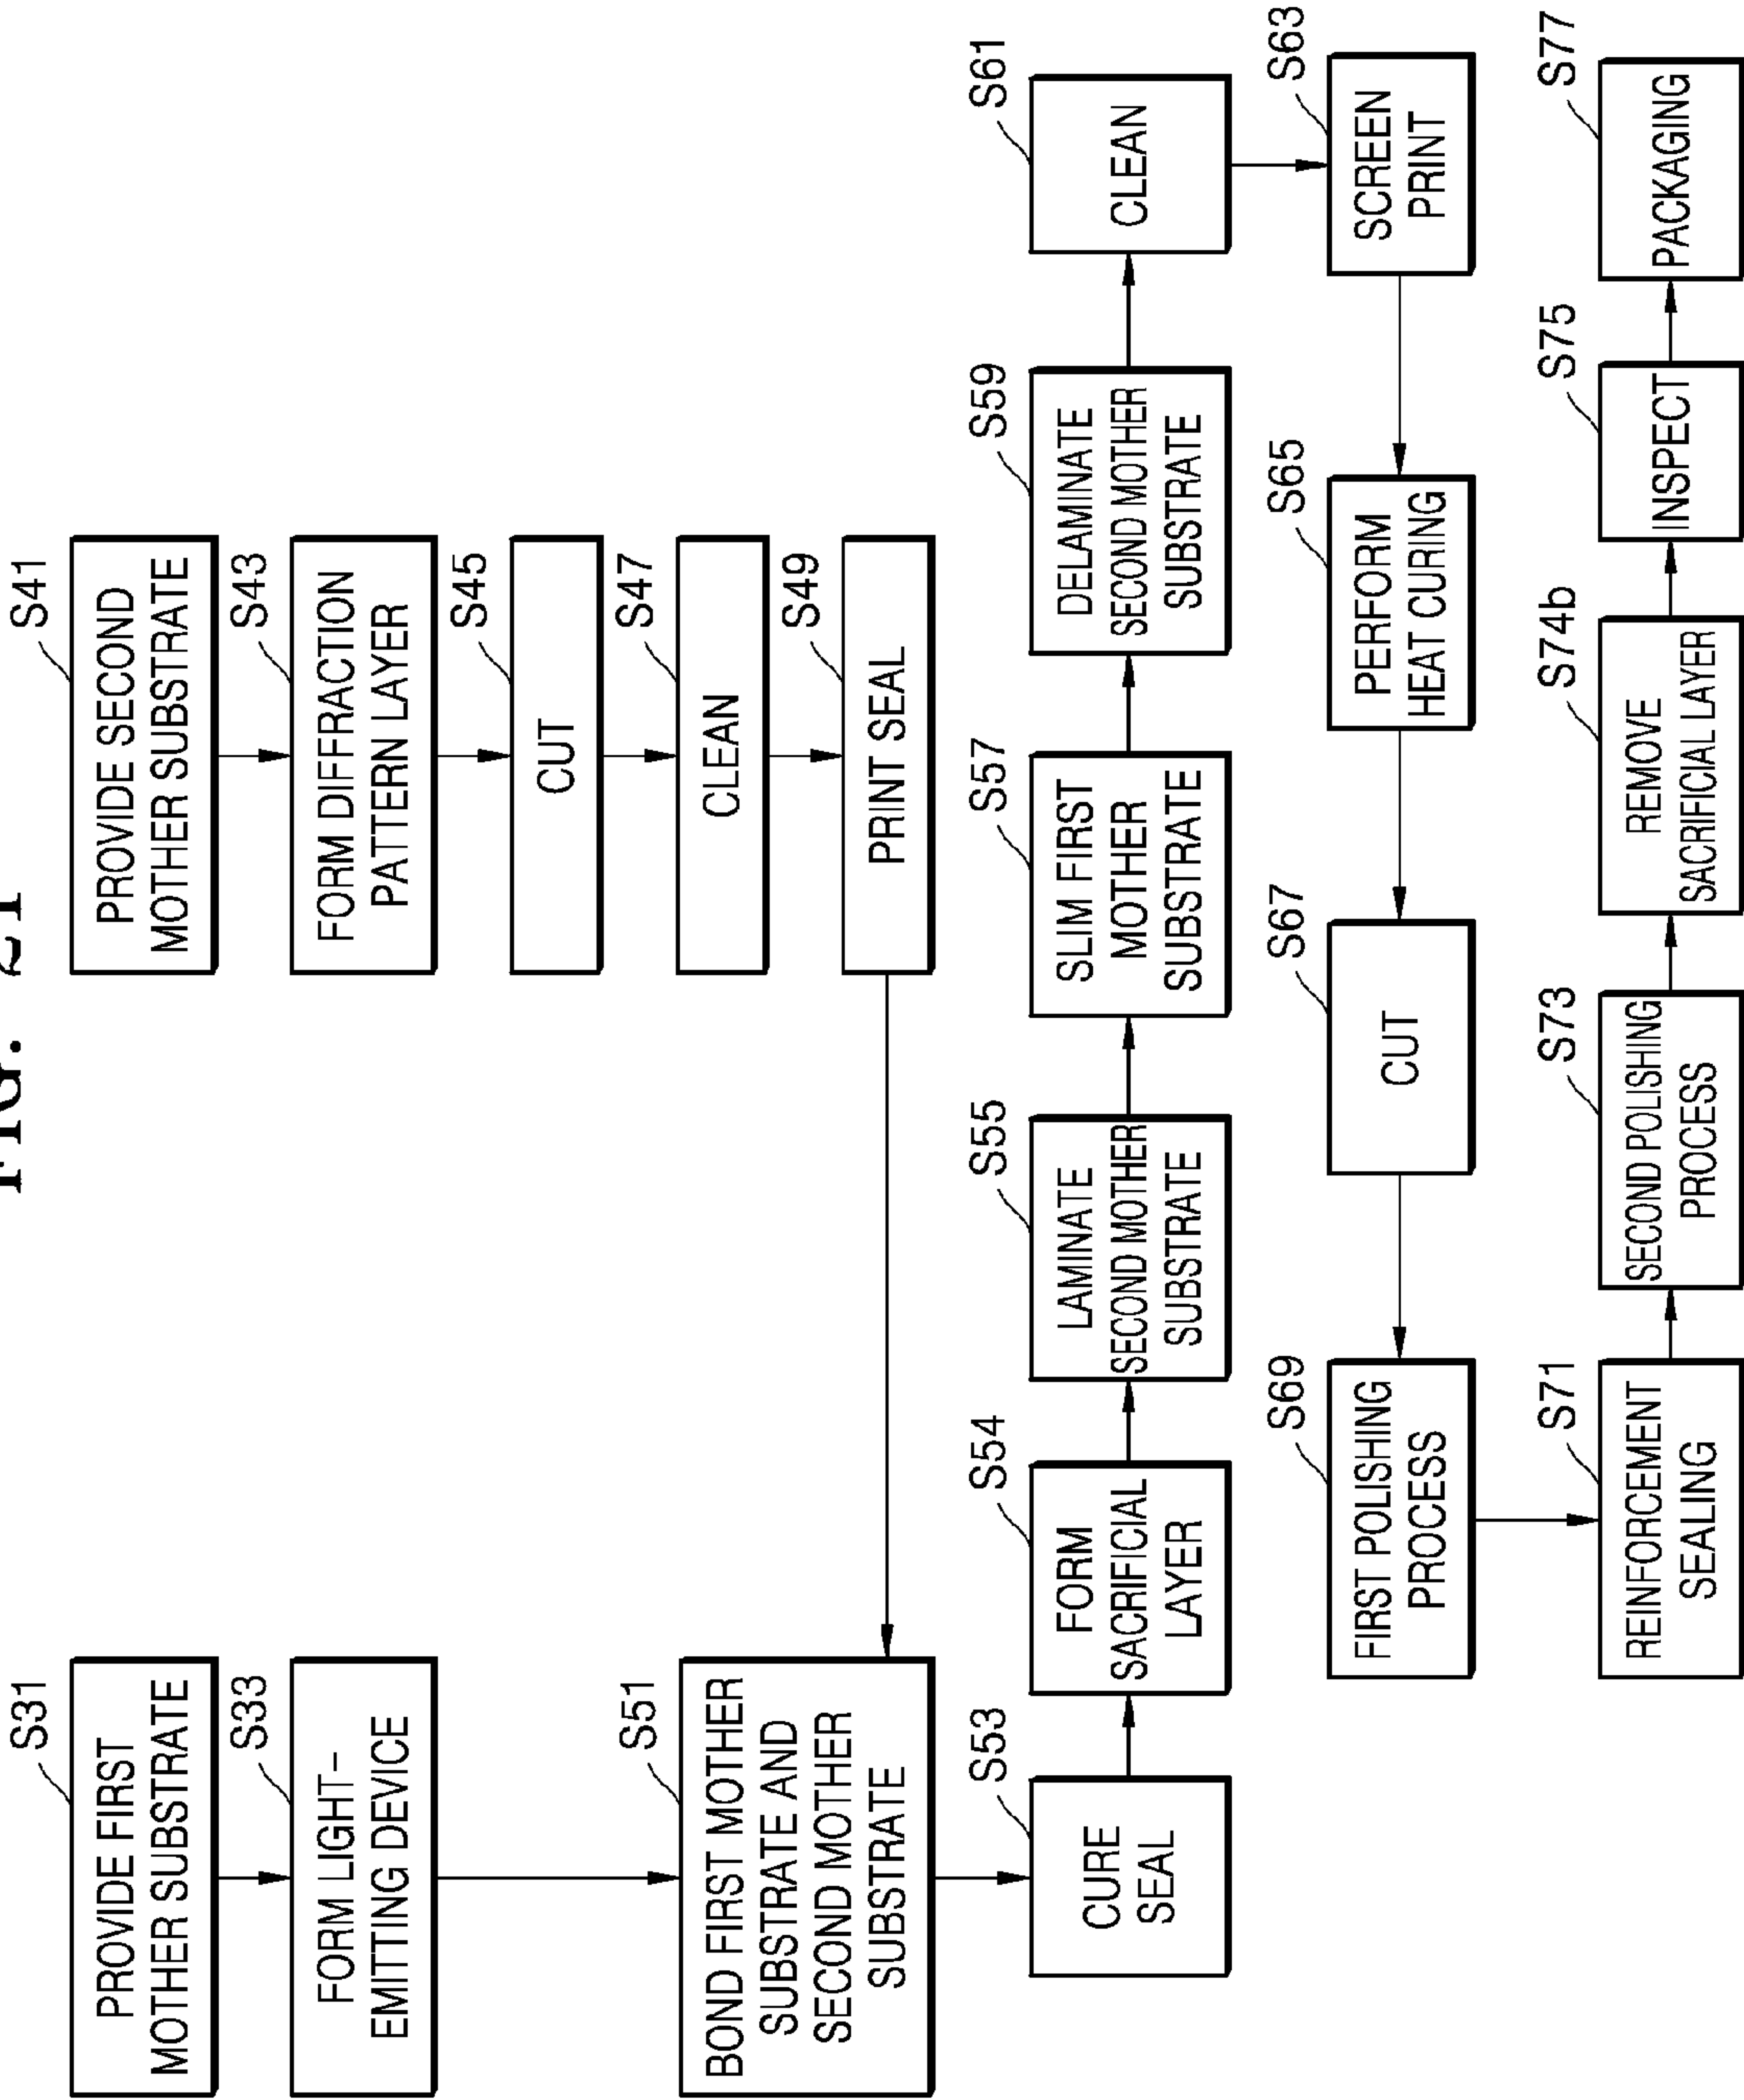 FIG. 21
S31
PROVIDE FIRST
MOTHER SUBSTRATE
S33
FORM LIGHT-
EMITTING DEVICE
S41
PROVIDE SECOND
MOTHER SUBSTRATE
S43
FORM DIFFRACTION
PATTERN LAYER
S45
CUT
S47
CLEAN
S49
PRINT SEAL
S51
BOND FIRST MOTHER
SUBSTRATE AND
SECOND MOTHER
SUBSTRATE
S53
CURE
SEAL
S54
FORM
SACRIFICIAL
LAYER
S55
LAMINATE
SECOND MOTHER
SUBSTRATE
S57
SLIM FIRST
MOTHER
SUBSTRATE
S59
DELAMINATE
SECOND MOTHER
SUBSTRATE
S61
CLEAN
S63
SCREEN
PRINT
S65
PERFORM
HEAT CURING
S67
CUT
S69
FIRST POLISHING
PROCESS
S71
REINFORCEMENT
SEALING
S73
SECOND POLISHING
PROCESS
S74b
REMOVE
SACRIFICIAL LAYER
S75
INSPECT
S77
PACKAGING